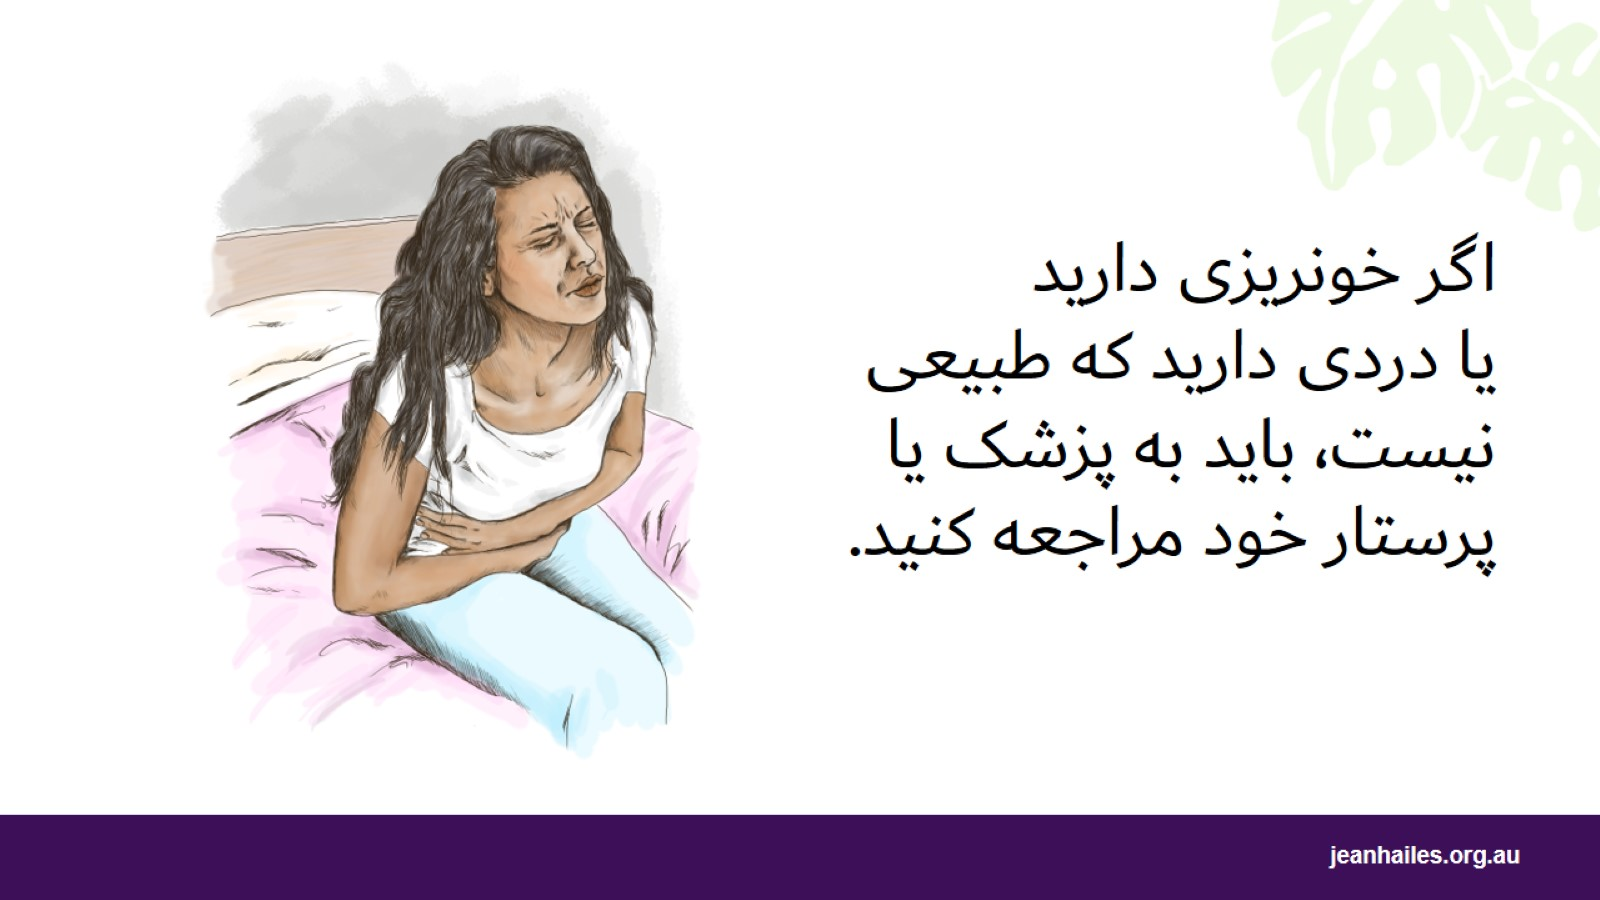 اگر خونریزی دارید
یا دردی دارید که طبیعی
نیست، باید به پزشک یا
پرستار خود مراجعه کنید.
jeanhailes.org.au